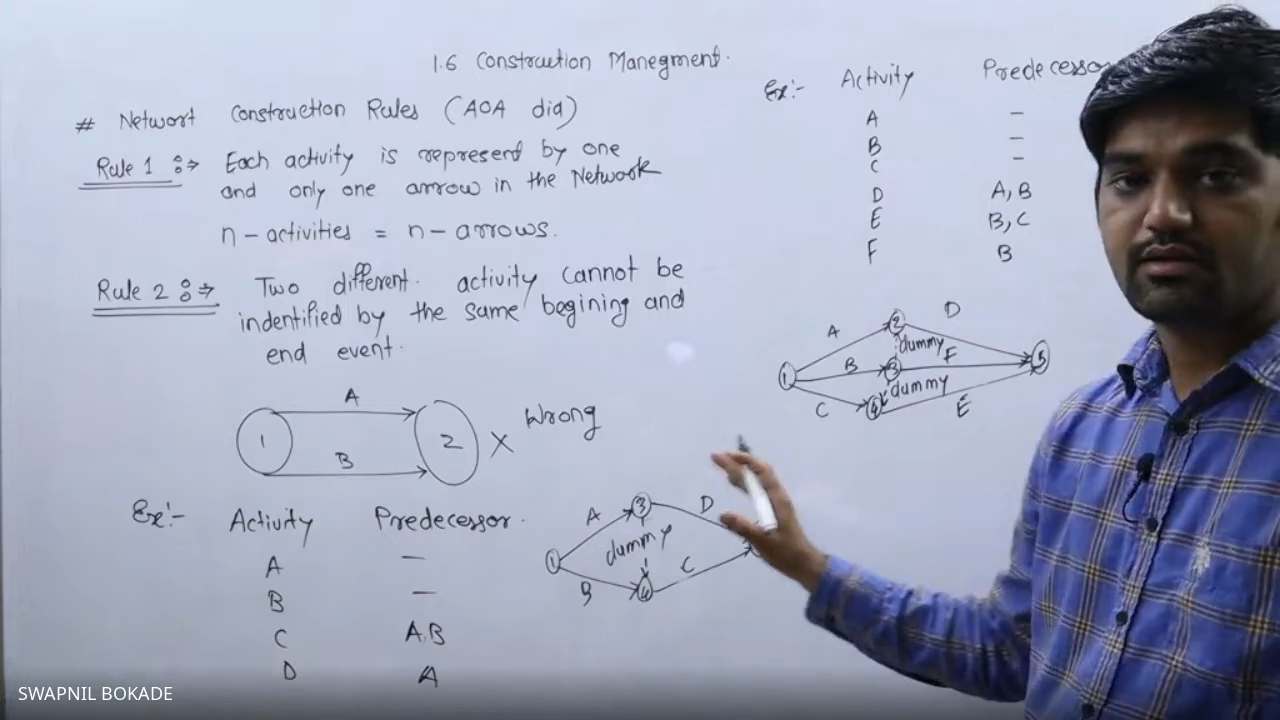 1.6 Construction Manegment.
# Networt Construction Rules (AOA dia)
Rule 1 :→ Each activity is represend by one
and only one arrow in the Network
n - activities = n - arrows.
Rule 2 :→ Two different. activity cannot be
indentified by the same begining and
end event.
A
1 2 X Wrong
B
Ex:- Activity Predecessor.
A —
B —
C A,B
D A
1 A 3 D
dummy
B 4 C
Ex:- Activity Predecessor
A —
B —
C —
D A, B
E B, C
F B
A 2 D
dummy
1 B 3 F 5
dummy
C 4 E
SWAPNIL BOKADE